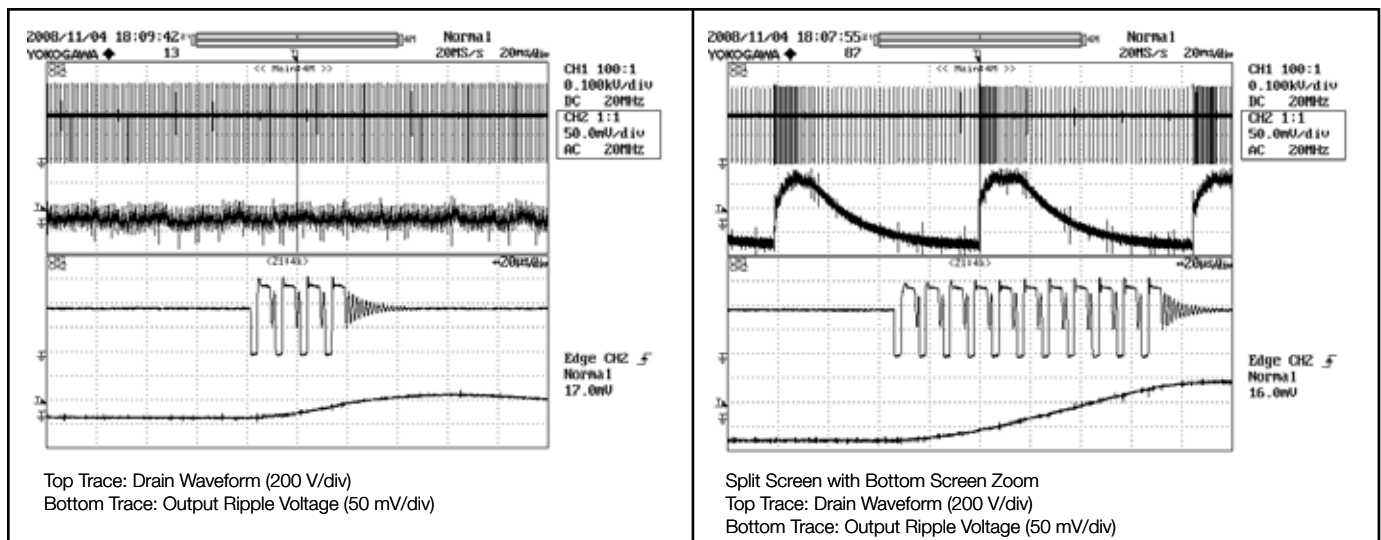 2008/11/04 18:09:42
Normal
YOKOGAWA ◆ 13
20MS/s 20ms/div
<< Main:4M >>
CH1 100:1
0.100kV/div
DC 20MHz
CH2 1:1
50.0mV/div
AC 20MHz
20µs/div
Edge CH2
Normal
17.0mV
Top Trace: Drain Waveform (200 V/div)
Bottom Trace: Output Ripple Voltage (50 mV/div)
2008/11/04 18:07:55
Normal
YOKOGAWA ◆ 87
20MS/s 20ms/div
<< Main:4M >>
CH1 100:1
0.100kV/div
DC 20MHz
CH2 1:1
50.0mV/div
AC 20MHz
20µs/div
Edge CH2
Normal
16.0mV
Split Screen with Bottom Screen Zoom
Top Trace: Drain Waveform (200 V/div)
Bottom Trace: Output Ripple Voltage (50 mV/div)